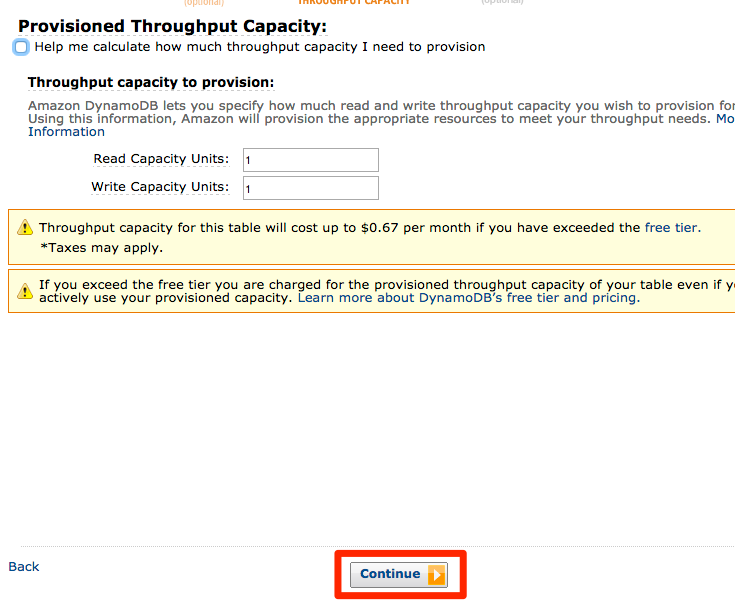 (optional) THROUGHPUT CAPACITY (optional)
Provisioned Throughput Capacity:
Help me calculate how much throughput capacity I need to provision
Throughput capacity to provision:
Amazon DynamoDB lets you specify how much read and write throughput capacity you wish to provision for
Using this information, Amazon will provision the appropriate resources to meet your throughput needs. Mo
Information
Read Capacity Units: 1
Write Capacity Units: 1
Throughput capacity for this table will cost up to $0.67 per month if you have exceeded the free tier.
*Taxes may apply.
If you exceed the free tier you are charged for the provisioned throughput capacity of your table even if y
actively use your provisioned capacity. Learn more about DynamoDB's free tier and pricing.
Back
Continue